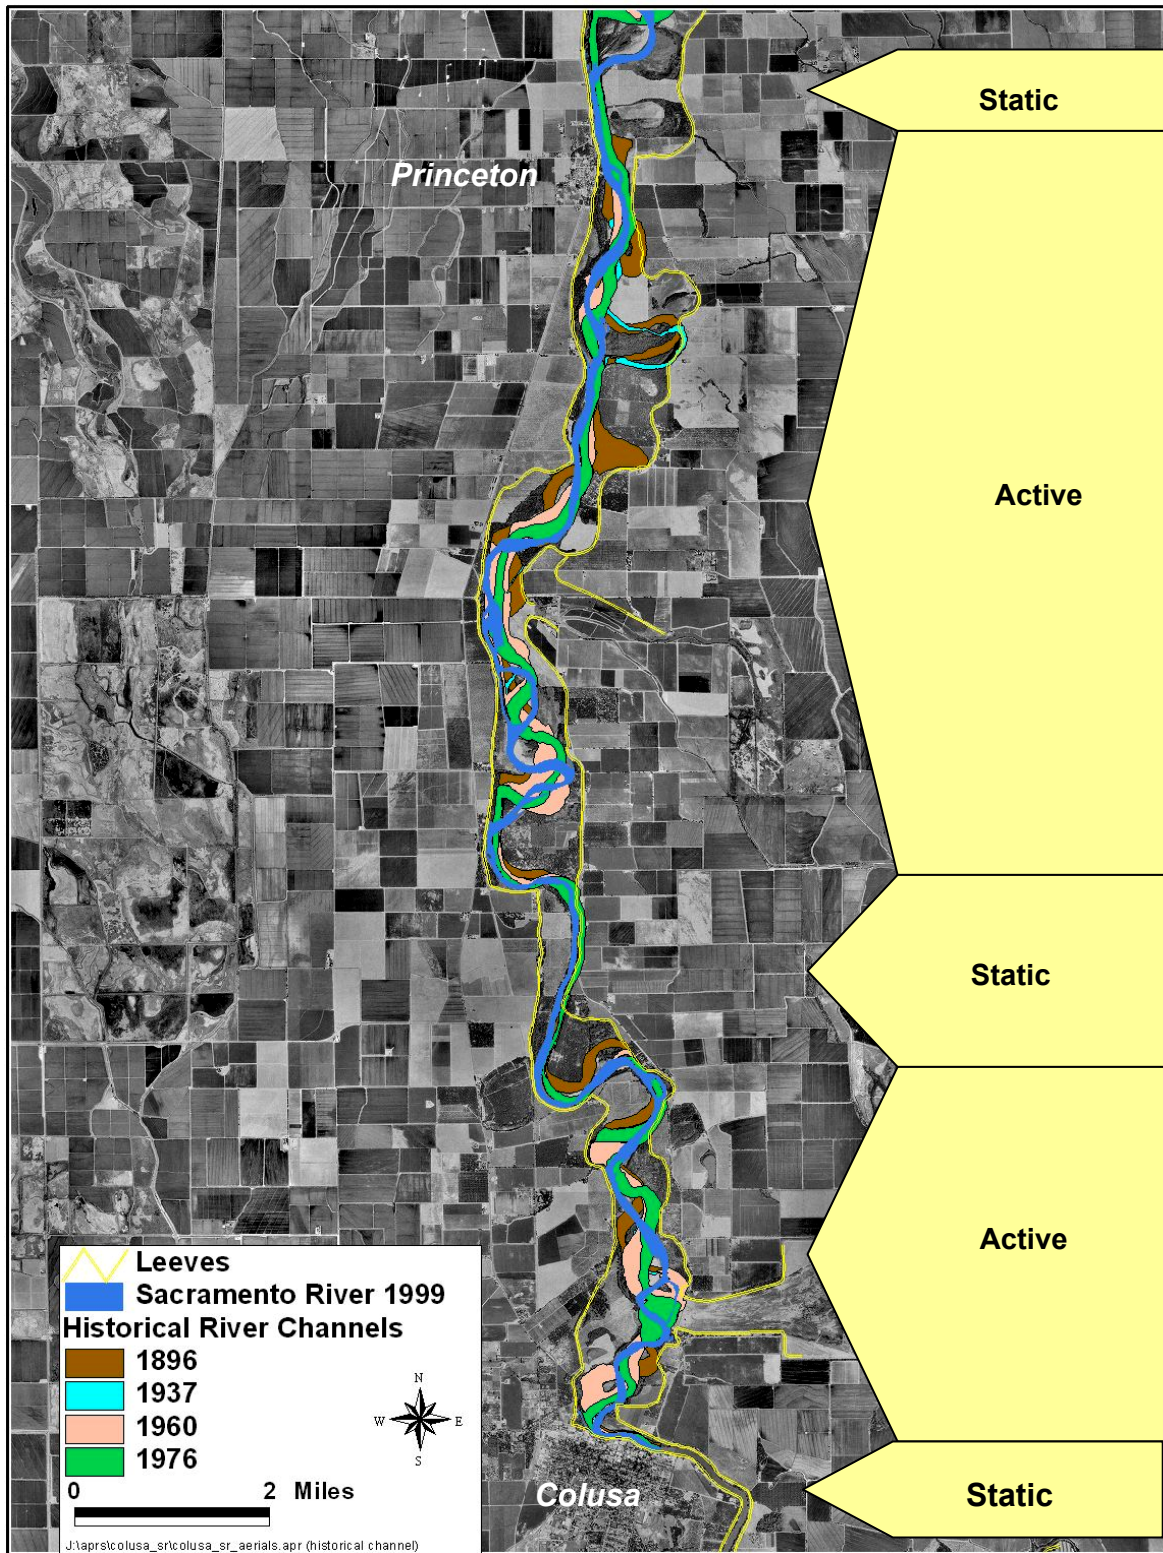 Static
Princeton
Active
Static
Active
Leeves
Sacramento River 1999
Historical River Channels
1896
1937
1960
1976
N
W E
S
0 2 Miles
J:\aprs\colusa_sr\colusa_sr_aerials.apr (historical channel)
Colusa
Static